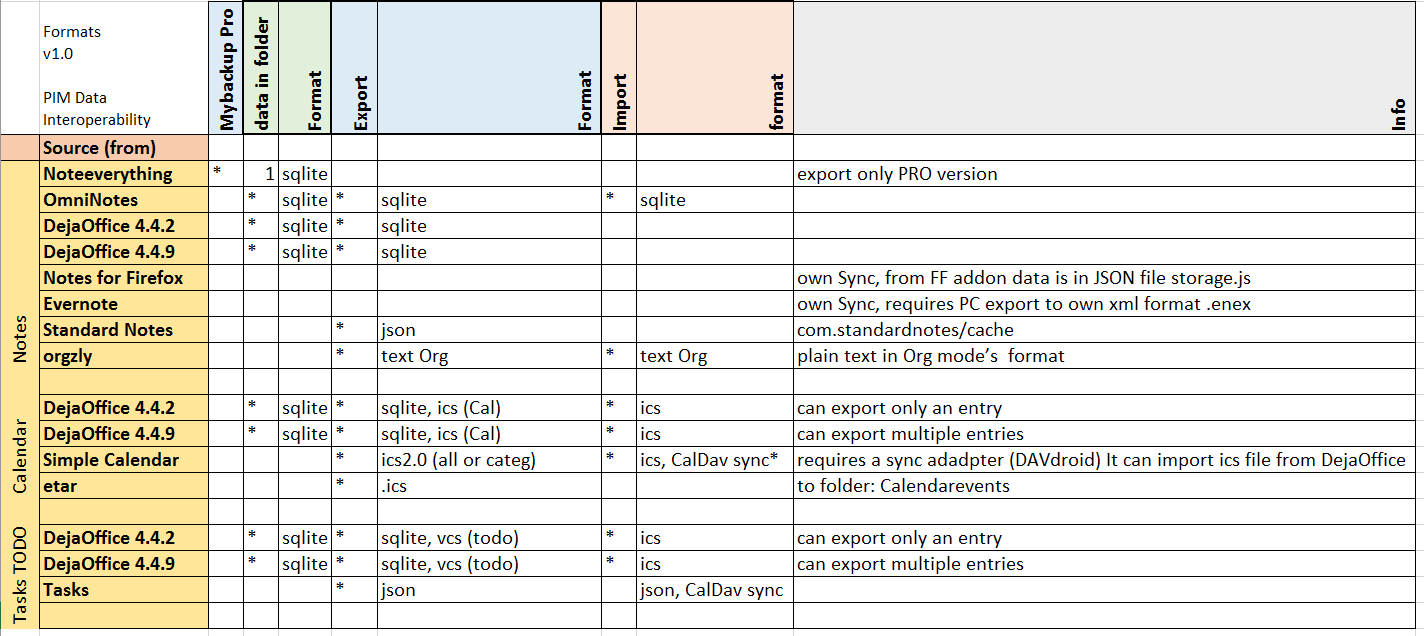 Formats
v1.0
PIM Data
Interoperability
Mybackup Pro
data in folder
Format
Export
Format
Import
format
Info
Source (from)
Notes
Noteeverything * 1 sqlite export only PRO version
OmniNotes * sqlite * sqlite * sqlite
DejaOffice 4.4.2 * sqlite * sqlite
DejaOffice 4.4.9 * sqlite * sqlite
Notes for Firefox own Sync, from FF addon data is in JSON file storage.js
Evernote own Sync, requires PC export to own xml format .enex
Standard Notes * json com.standardnotes/cache
orgzly * text Org * text Org plain text in Org mode’s format
Calendar
DejaOffice 4.4.2 * sqlite * sqlite, ics (Cal) * ics can export only an entry
DejaOffice 4.4.9 * sqlite * sqlite, ics (Cal) * ics can export multiple entries
Simple Calendar * ics2.0 (all or categ) * ics, CalDav sync* requires a sync adadpter (DAVdroid) It can import ics file from DejaOffice
etar * .ics to folder: Calendarevents
Tasks TODO
DejaOffice 4.4.2 * sqlite * sqlite, vcs (todo) * ics can export only an entry
DejaOffice 4.4.9 * sqlite * sqlite, vcs (todo) * ics can export multiple entries
Tasks * json json, CalDav sync